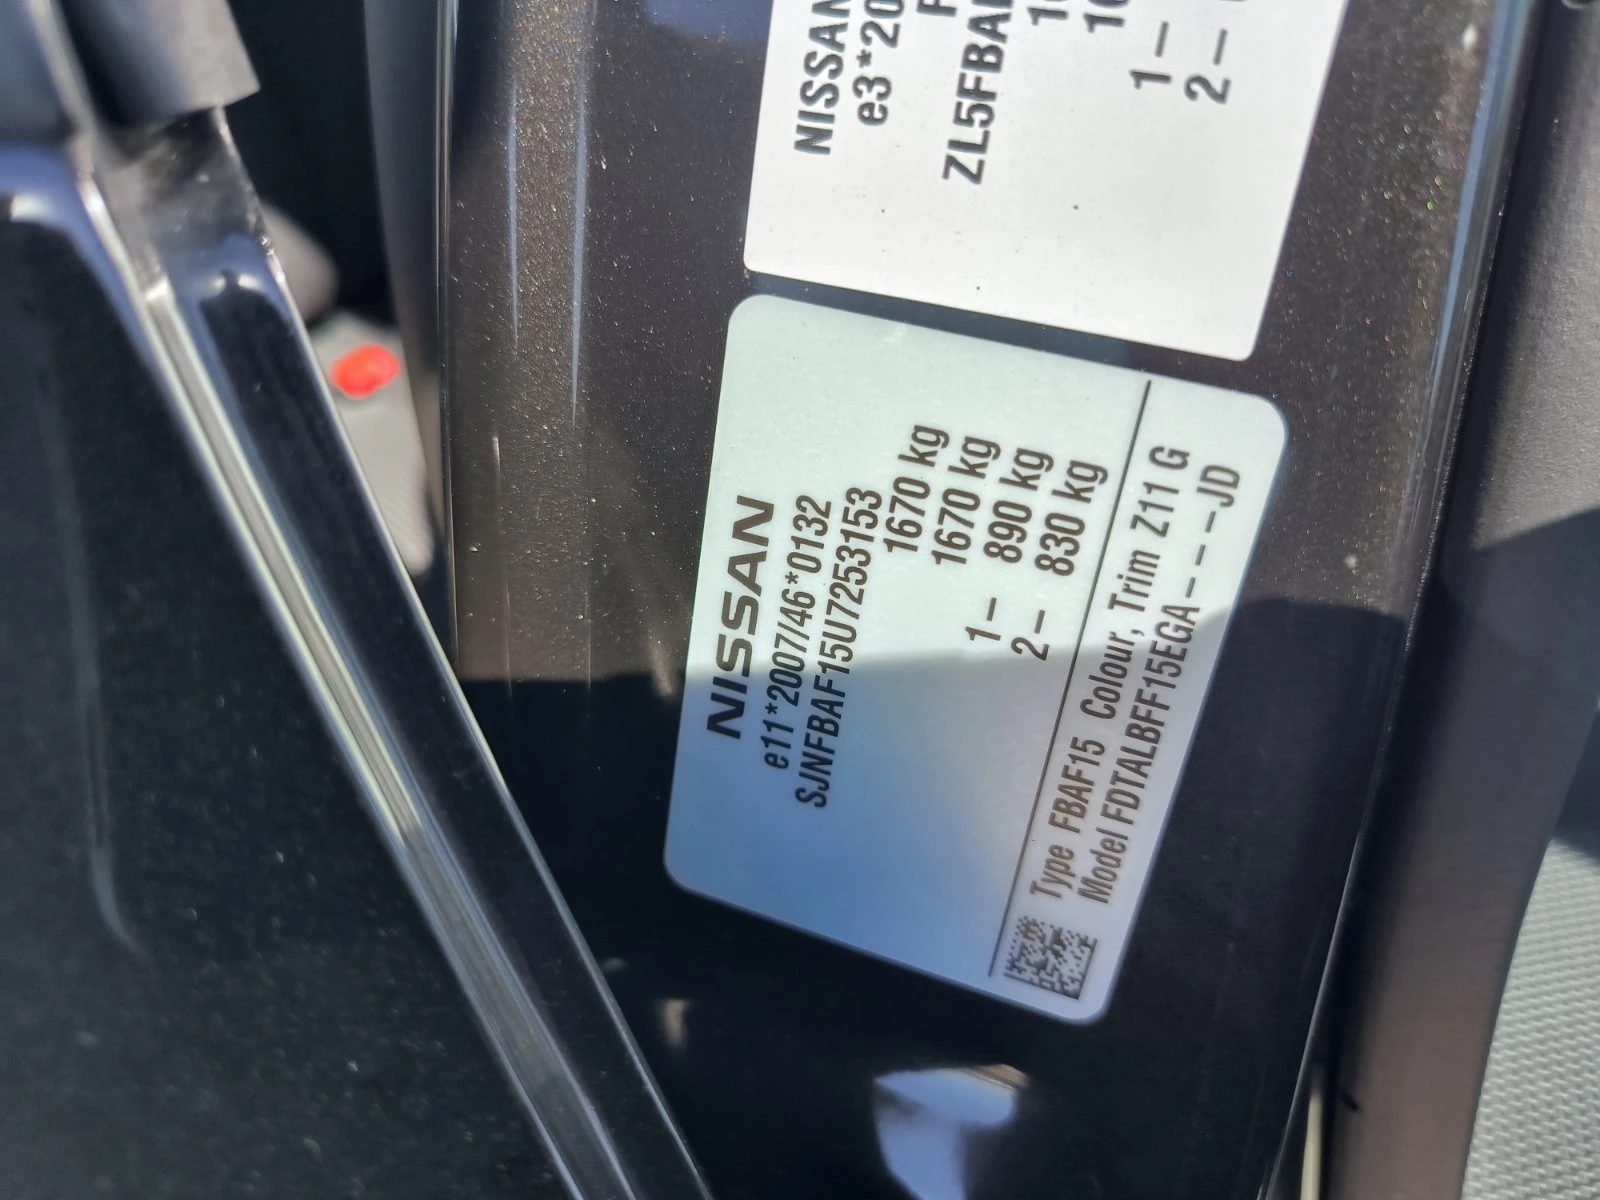 NISSAN
e11*2007/46*0132
SJNFBAF15U7253153
1670 kg
1670 kg
1– 890 kg
2– 830 kg
Type FBAF15 Colour, Trim Z11 G
Model FDTALBFF15EGA----JD
NISSAN
e3*20
ZL5FBA
1–
2–